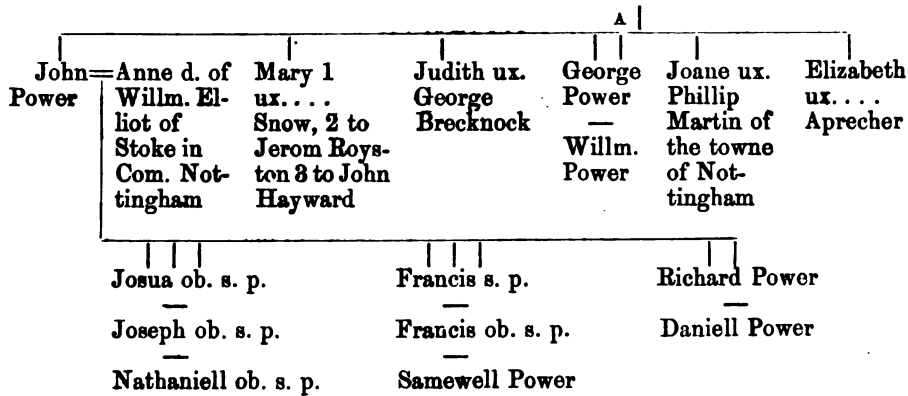 A
John=Anne d. of
Power Willm. El-
liot of
Stoke in
Com. Not-
tingham
Mary 1
ux....
Snow, 2 to
Jerom Roys-
ton 3 to John
Hayward
Judith ux.
George
Brecknock
George
Power
—
Willm.
Power
Joane ux.
Phillip
Martin of
the towne
of Not-
tingham
Elizabeth
ux....
Aprecher
Josua ob. s. p.
—
Joseph ob. s. p.
—
Nathaniell ob. s. p.
Francis s. p.
—
Francis ob. s. p.
—
Samewell Power
Richard Power
—
Daniell Power